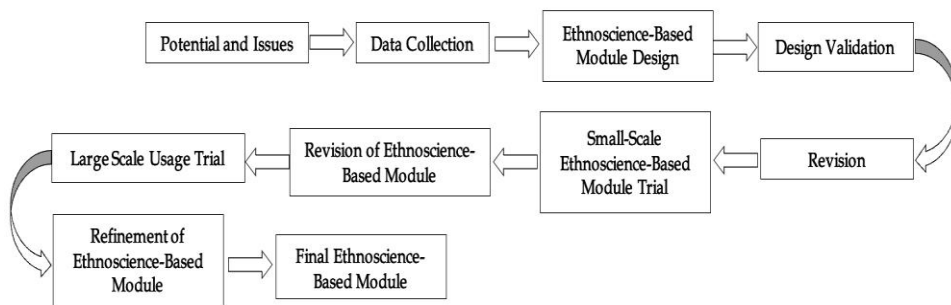 Potential and Issues
Data Collection
Ethnoscience-Based
Module Design
Design Validation
Revision
Small-Scale
Ethnoscience-Based
Module Trial
Revision of Ethnoscience-
Based Module
Large Scale Usage Trial
Refinement of
Ethnoscience-Based
Module
Final Ethnoscience-
Based Module